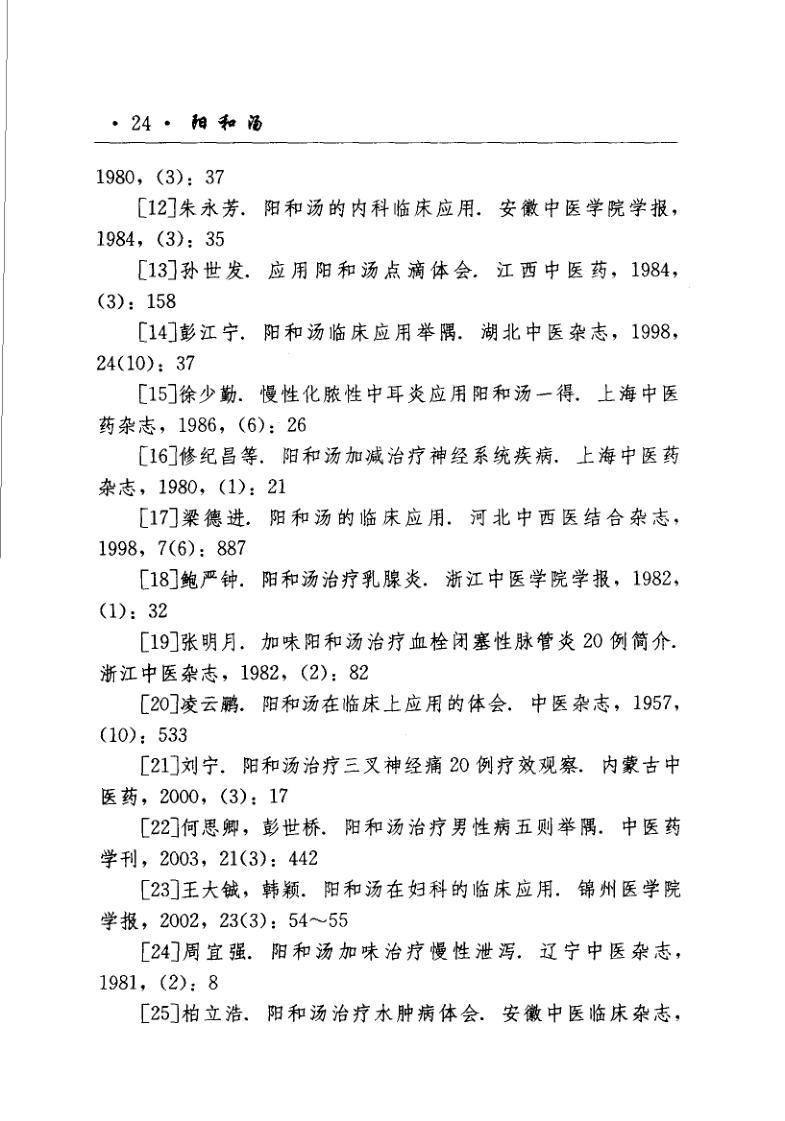 · 24 · 阳和汤
1980, (3): 37
[12]朱永芳. 阳和汤的内科临床应用. 安徽中医学院学报,
1984, (3): 35
[13]孙世发. 应用阳和汤点滴体会. 江西中医药, 1984,
(3): 158
[14]彭江宁. 阳和汤临床应用举隅. 湖北中医杂志, 1998,
24(10): 37
[15]徐少勤. 慢性化脓性中耳炎应用阳和汤一得. 上海中医
药杂志, 1986, (6): 26
[16]修纪昌等. 阳和汤加减治疗神经系统疾病. 上海中医药
杂志, 1980, (1): 21
[17]梁德进. 阳和汤的临床应用. 河北中西医结合杂志,
1998, 7(6): 887
[18]鲍严钟. 阳和汤治疗乳腺炎. 浙江中医学院学报, 1982,
(1): 32
[19]张明月. 加味阳和汤治疗血栓闭塞性脉管炎 20 例简介.
浙江中医杂志, 1982, (2): 82
[20]凌云鹏. 阳和汤在临床上应用的体会. 中医杂志, 1957,
(10): 533
[21]刘宁. 阳和汤治疗三叉神经痛 20 例疗效观察. 内蒙古中
医药, 2000, (3): 17
[22]何思卿, 彭世桥. 阳和汤治疗男性病五则举隅. 中医药
学刊, 2003, 21(3): 442
[23]王大铖, 韩颖. 阳和汤在妇科的临床应用. 锦州医学院
学报, 2002, 23(3): 54～55
[24]周宜强. 阳和汤加味治疗慢性泄泻. 辽宁中医杂志,
1981, (2): 8
[25]柏立浩. 阳和汤治疗水肿病体会. 安徽中医临床杂志,